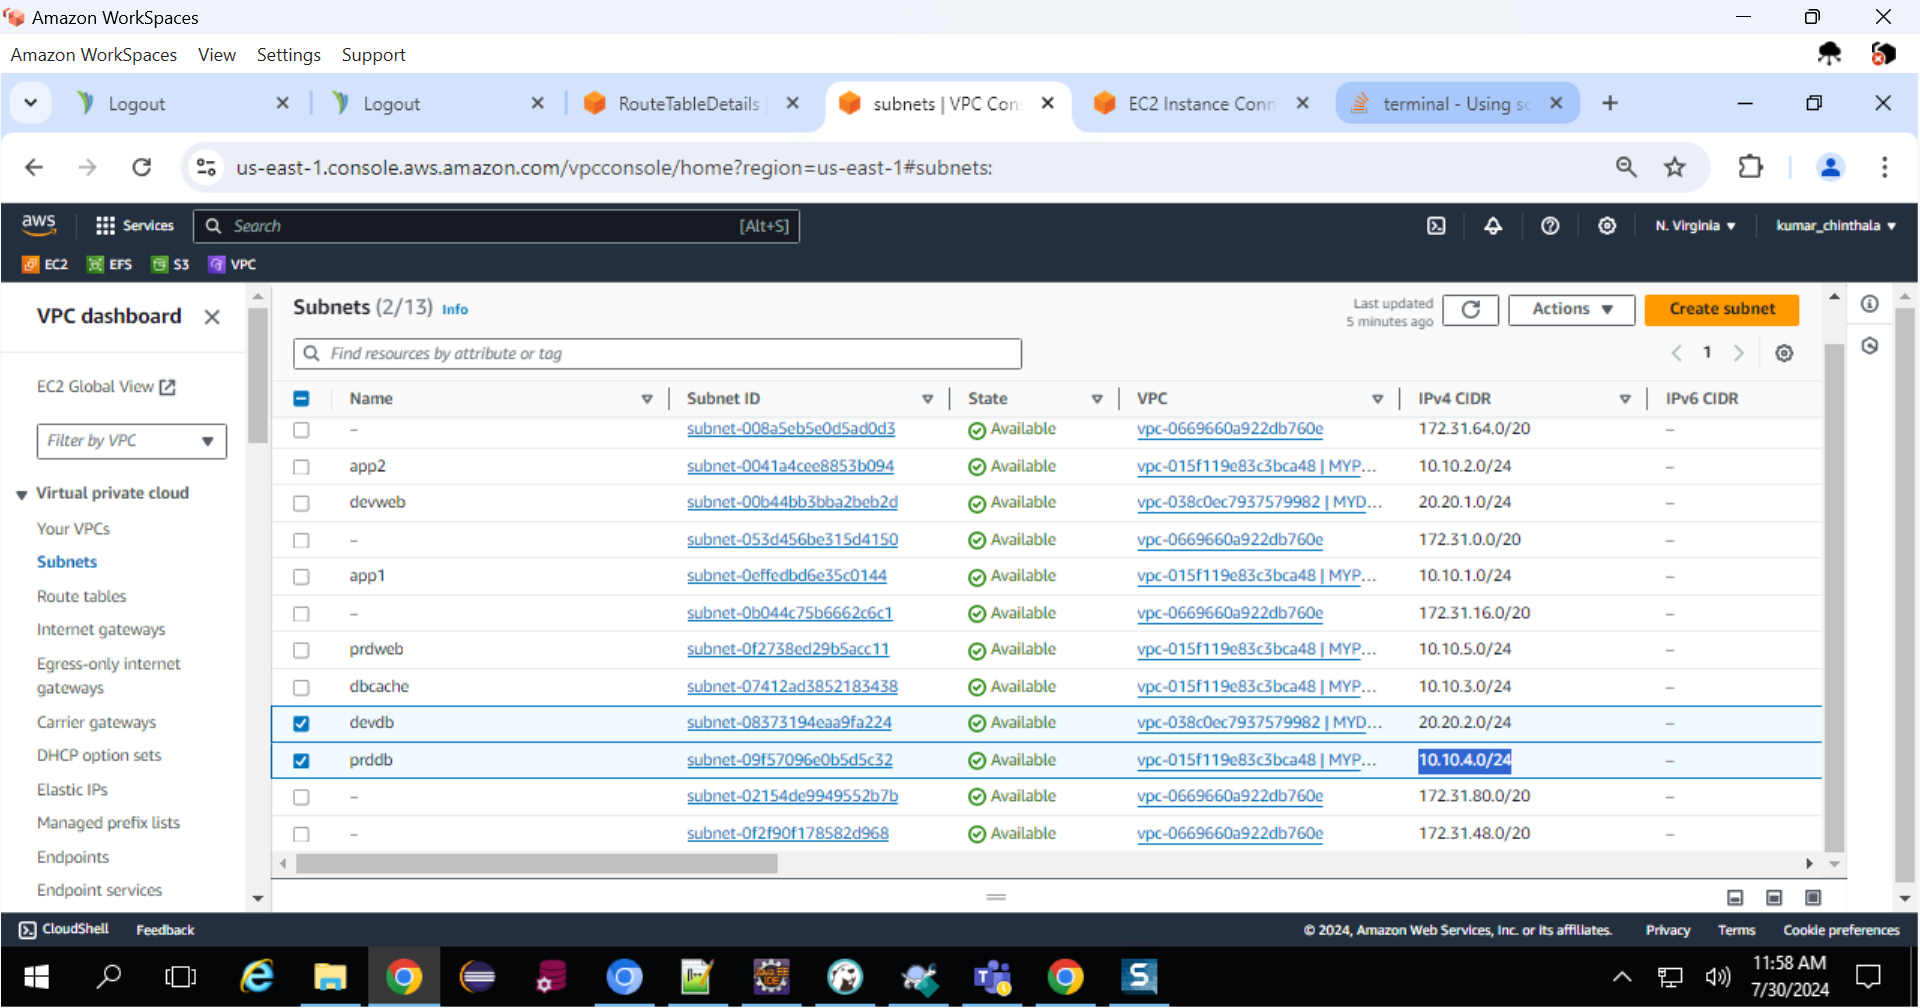 Amazon WorkSpaces
Amazon WorkSpaces View Settings Support
Logout Logout RouteTableDetails subnets | VPC Con EC2 Instance Conn terminal - Using sc
us-east-1.console.aws.amazon.com/vpcconsole/home?region=us-east-1#subnets:
aws Services Search [Alt+S] N. Virginia kumar_chinthala
EC2 EFS S3 VPC
VPC dashboard
EC2 Global View
Filter by VPC
Virtual private cloud
Your VPCs
Subnets
Route tables
Internet gateways
Egress-only internet
gateways
Carrier gateways
DHCP option sets
Elastic IPs
Managed prefix lists
Endpoints
Endpoint services
Subnets (2/13) Info
Last updated
5 minutes ago
Actions Create subnet
Find resources by attribute or tag
1
Name Subnet ID State VPC IPv4 CIDR IPv6 CIDR
– subnet-008a5eb5e0d5ad0d3 Available vpc-0669660a922db760e 172.31.64.0/20 –
app2 subnet-0041a4cee8853b094 Available vpc-015f119e83c3bca48 | MYP... 10.10.2.0/24 –
devweb subnet-00b44bb3bba2beb2d Available vpc-038c0ec7937579982 | MYD... 20.20.1.0/24 –
– subnet-053d456be315d4150 Available vpc-0669660a922db760e 172.31.0.0/20 –
app1 subnet-0effedbd6e35c0144 Available vpc-015f119e83c3bca48 | MYP... 10.10.1.0/24 –
– subnet-0b044c75b6662c6c1 Available vpc-0669660a922db760e 172.31.16.0/20 –
prdweb subnet-0f2738ed29b5acc11 Available vpc-015f119e83c3bca48 | MYP... 10.10.5.0/24 –
dbcache subnet-07412ad3852183438 Available vpc-015f119e83c3bca48 | MYP... 10.10.3.0/24 –
devdb subnet-08373194eaa9fa224 Available vpc-038c0ec7937579982 | MYD... 20.20.2.0/24 –
prddb subnet-09f57096e0b5d5c32 Available vpc-015f119e83c3bca48 | MYP... 10.10.4.0/24 –
– subnet-02154de9949552b7b Available vpc-0669660a922db760e 172.31.80.0/20 –
– subnet-0f2f90f178582d968 Available vpc-0669660a922db760e 172.31.48.0/20 –
CloudShell Feedback © 2024, Amazon Web Services, Inc. or its affiliates. Privacy Terms Cookie preferences
11:58 AM
7/30/2024